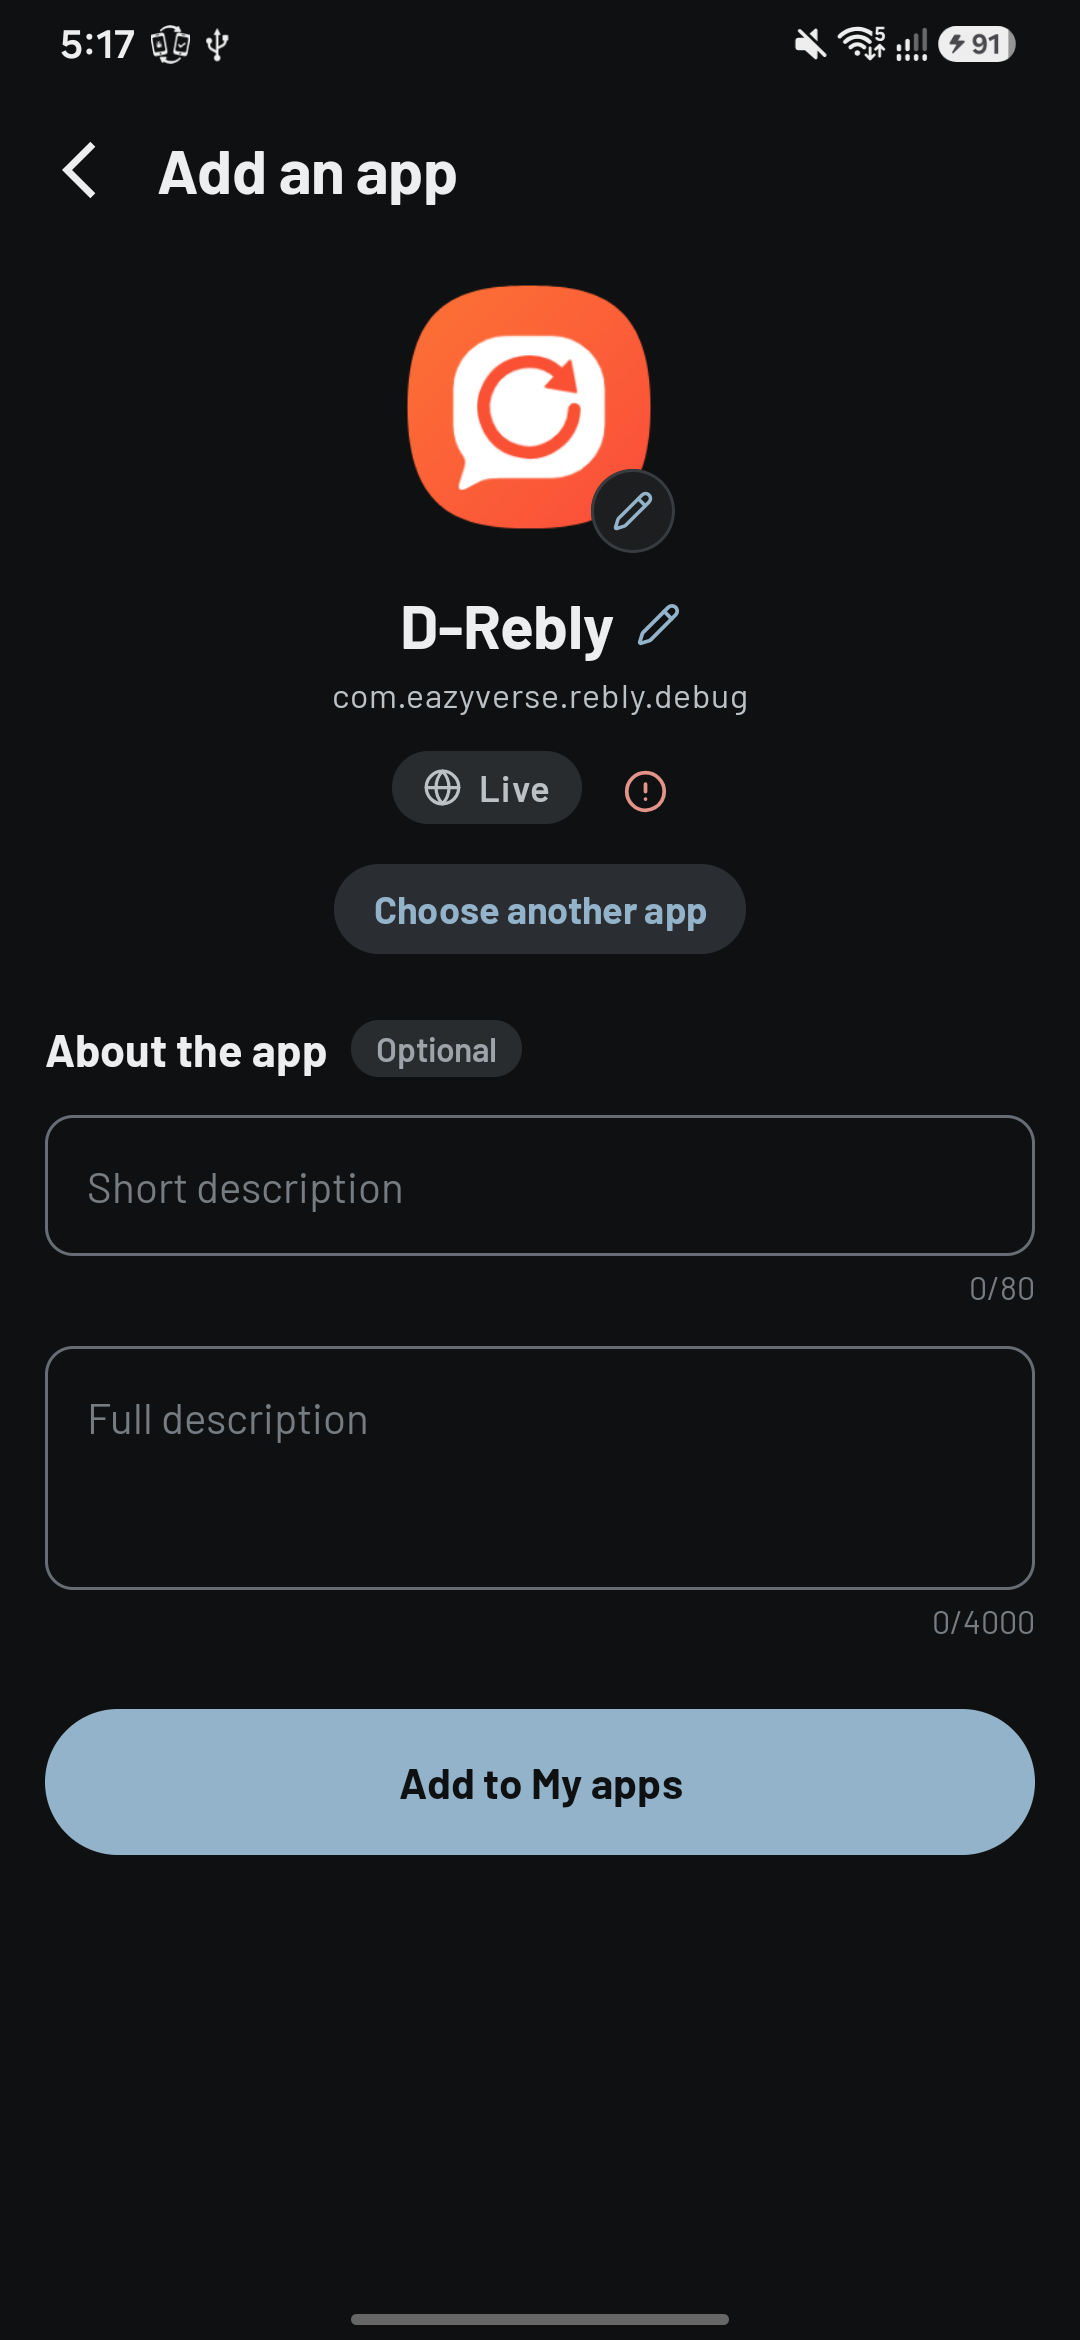 5:17
5
91
Add an app
D-Rebly
com.eazyverse.rebly.debug
Live
Choose another app
About the app
Optional
Short description
0/80
Full description
0/4000
Add to My apps